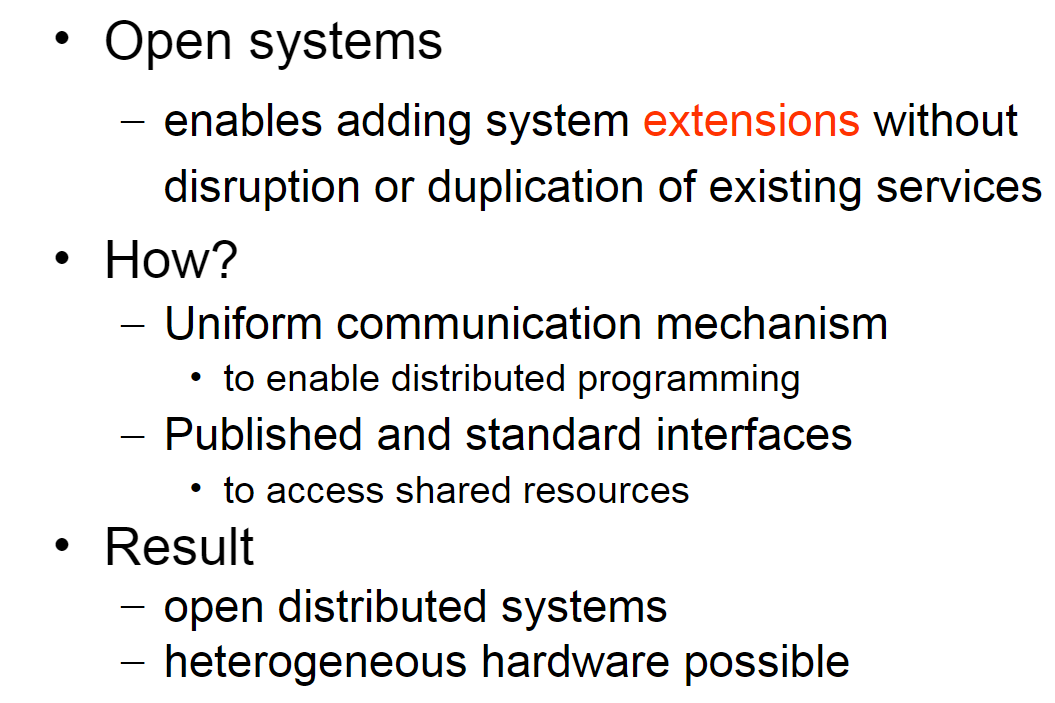 • Open systems
– enables adding system extensions without
disruption or duplication of existing services
• How?
– Uniform communication mechanism
• to enable distributed programming
– Published and standard interfaces
• to access shared resources
• Result
– open distributed systems
– heterogeneous hardware possible